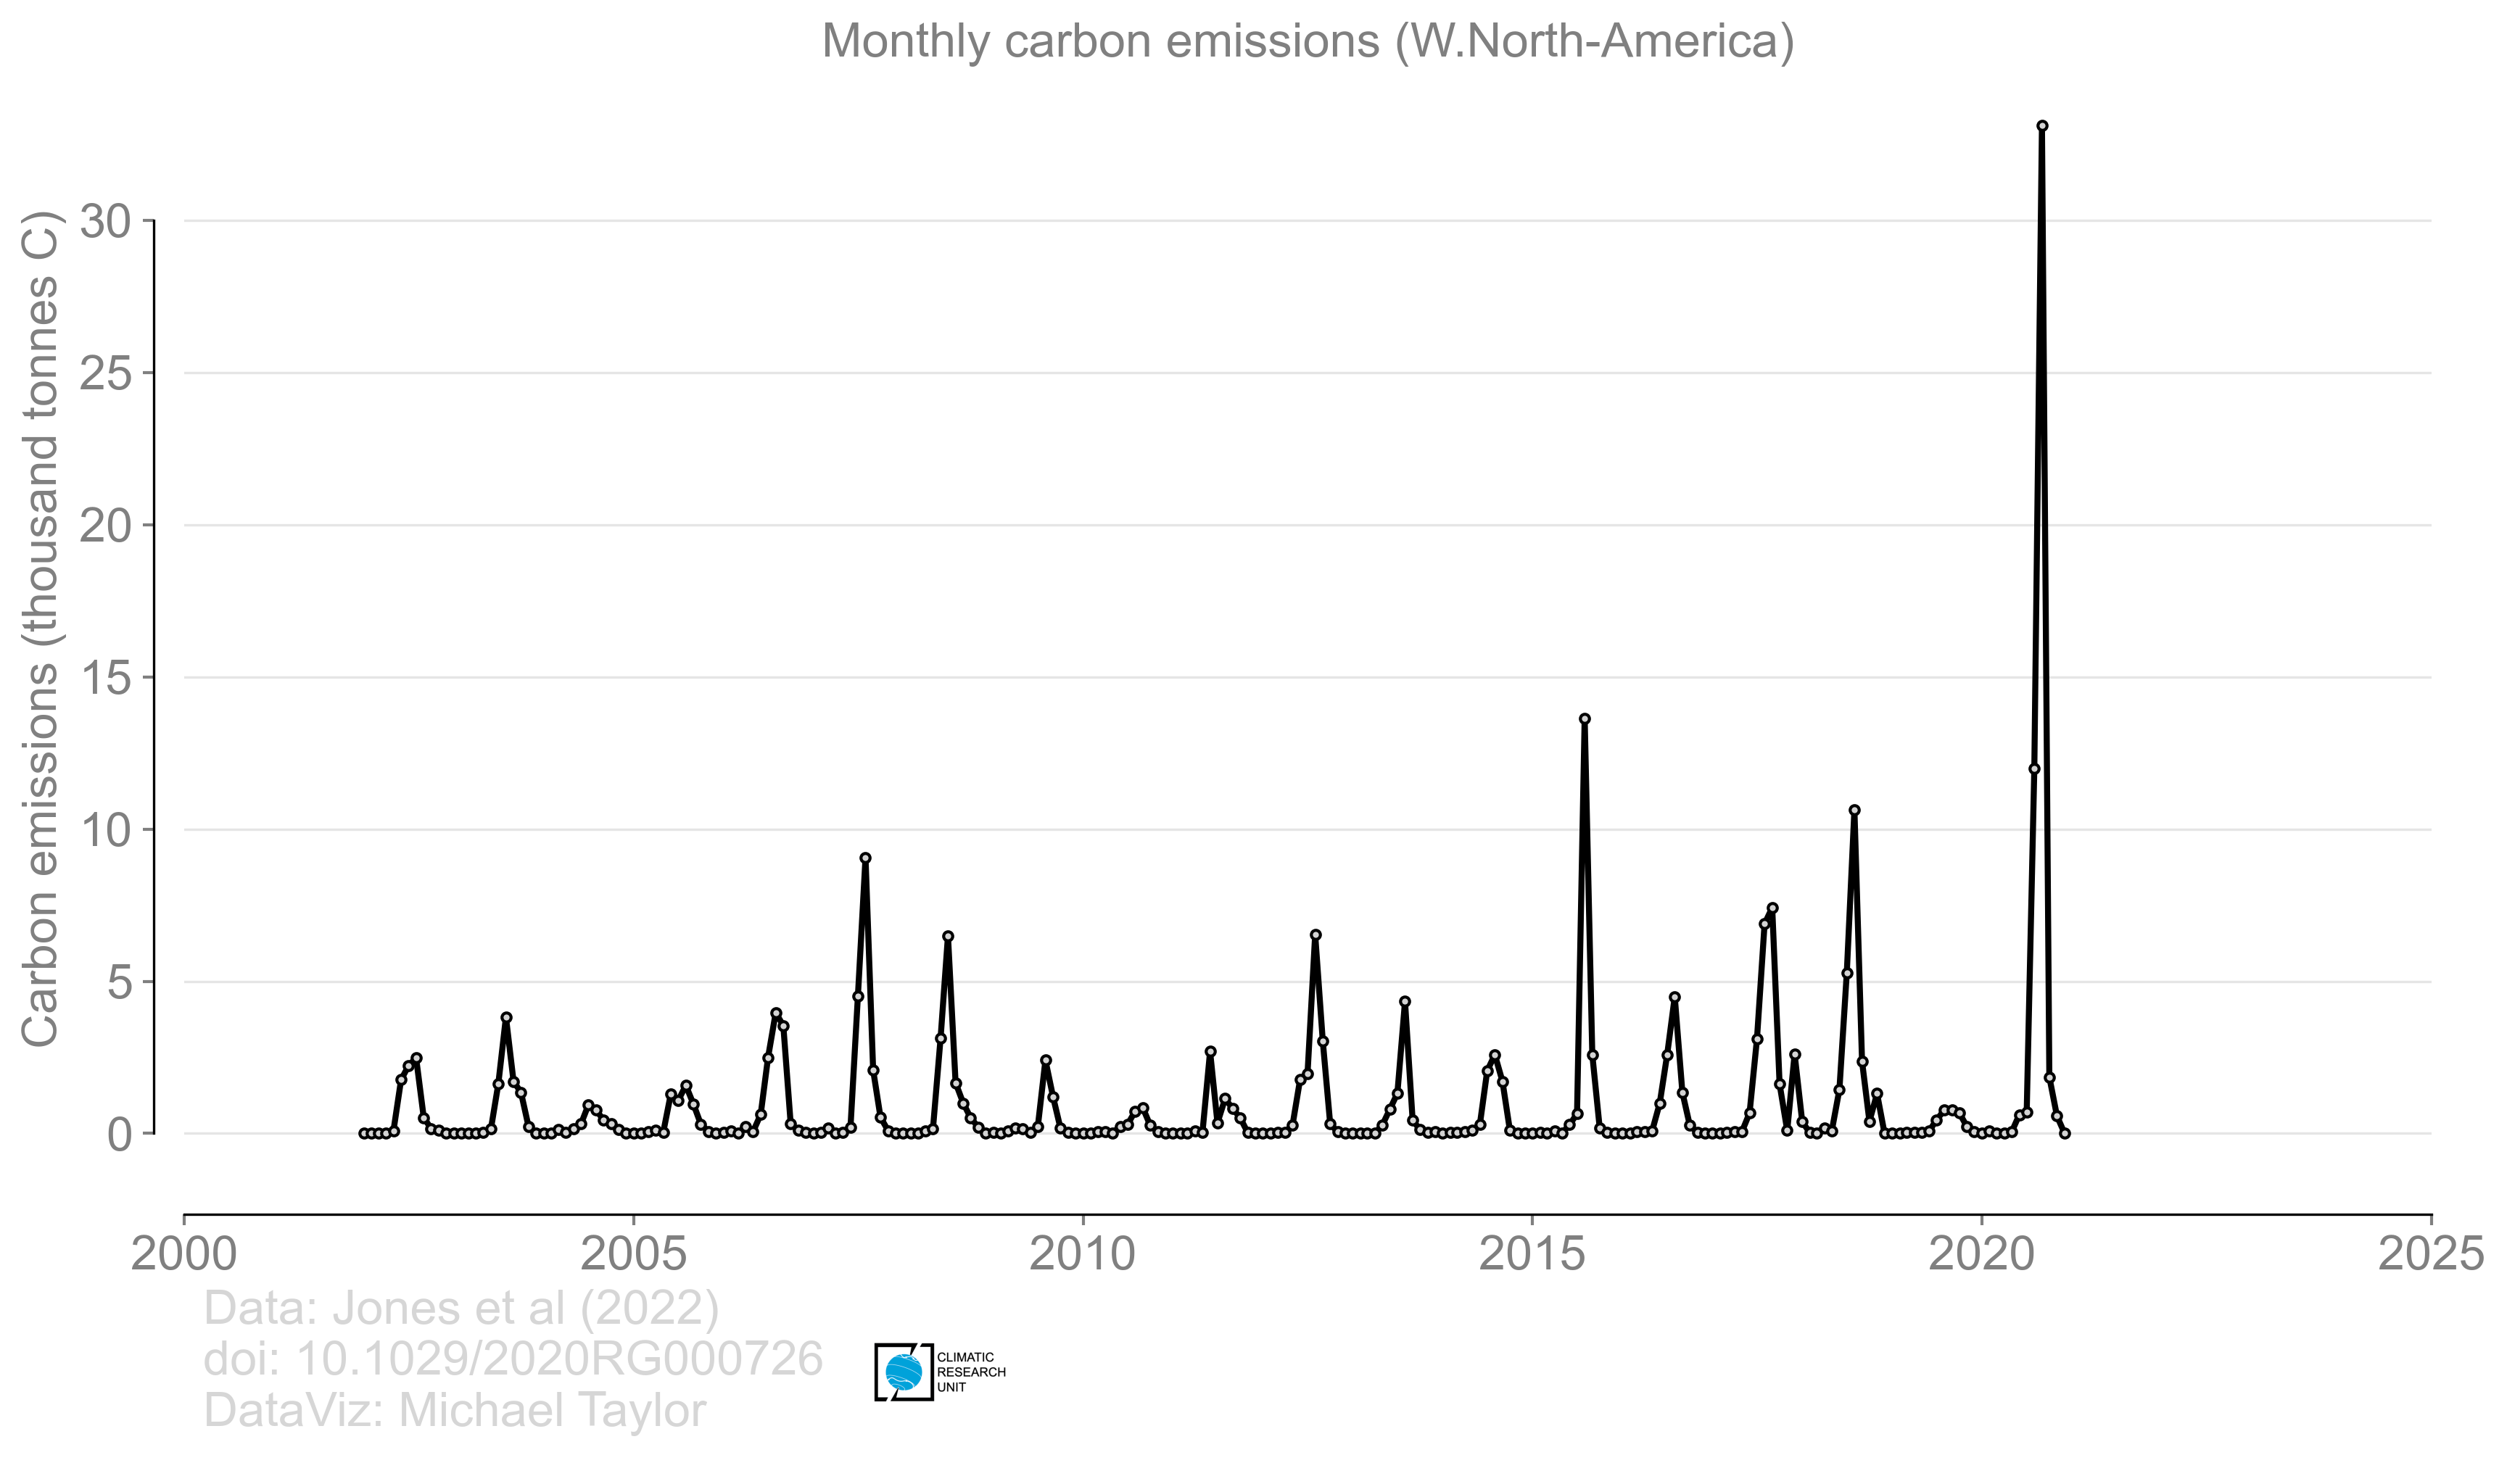 Monthly carbon emissions (W.North-America)
Carbon emissions (thousand tonnes C)
30
25
20
15
10
5
0
2000 2005 2010 2015 2020 2025
Data: Jones et al (2022)
doi: 10.1029/2020RG000726
DataViz: Michael Taylor
CLIMATIC
RESEARCH
UNIT